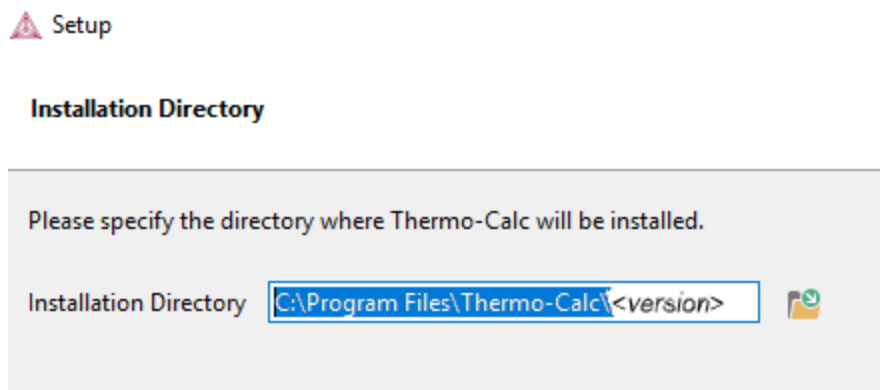 Setup
Installation Directory
Please specify the directory where Thermo-Calc will be installed.
Installation Directory C:\Program Files\Thermo-Calc\<version>